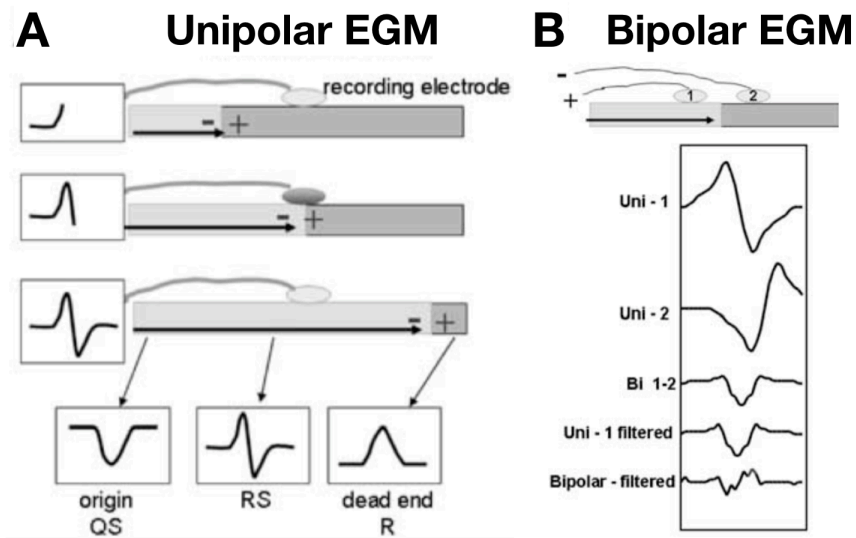 A Unipolar EGM
recording electrode
- +
- +
- +
origin
QS
RS
dead end
R
B Bipolar EGM
-
+
1 2
Uni - 1
Uni - 2
Bi 1-2
Uni - 1 filtered
Bipolar - filtered